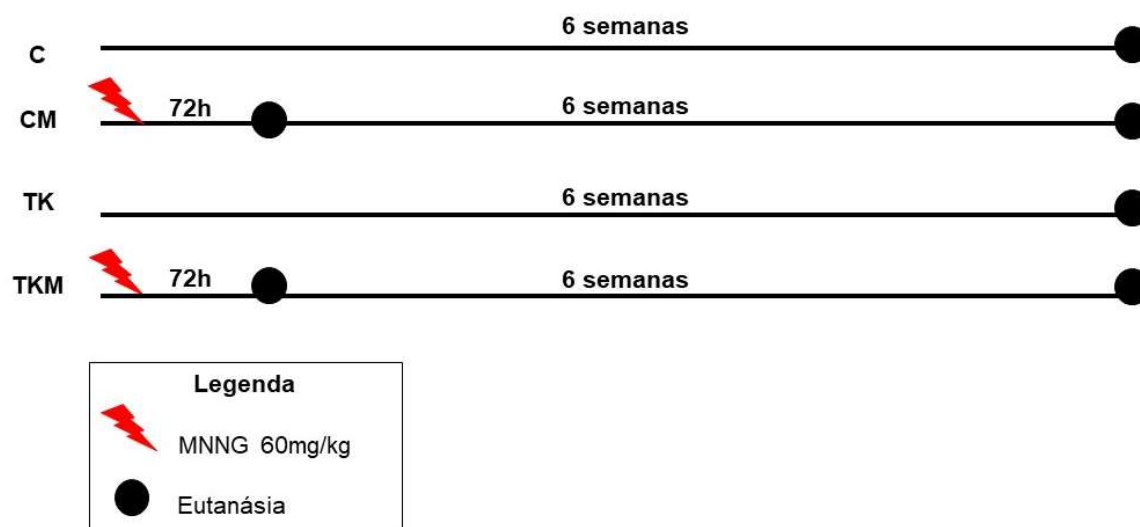 6 semanas
C
72h
6 semanas
CM
6 semanas
TK
72h
6 semanas
TKM
Legenda
MNNG 60mg/kg
Eutanásia